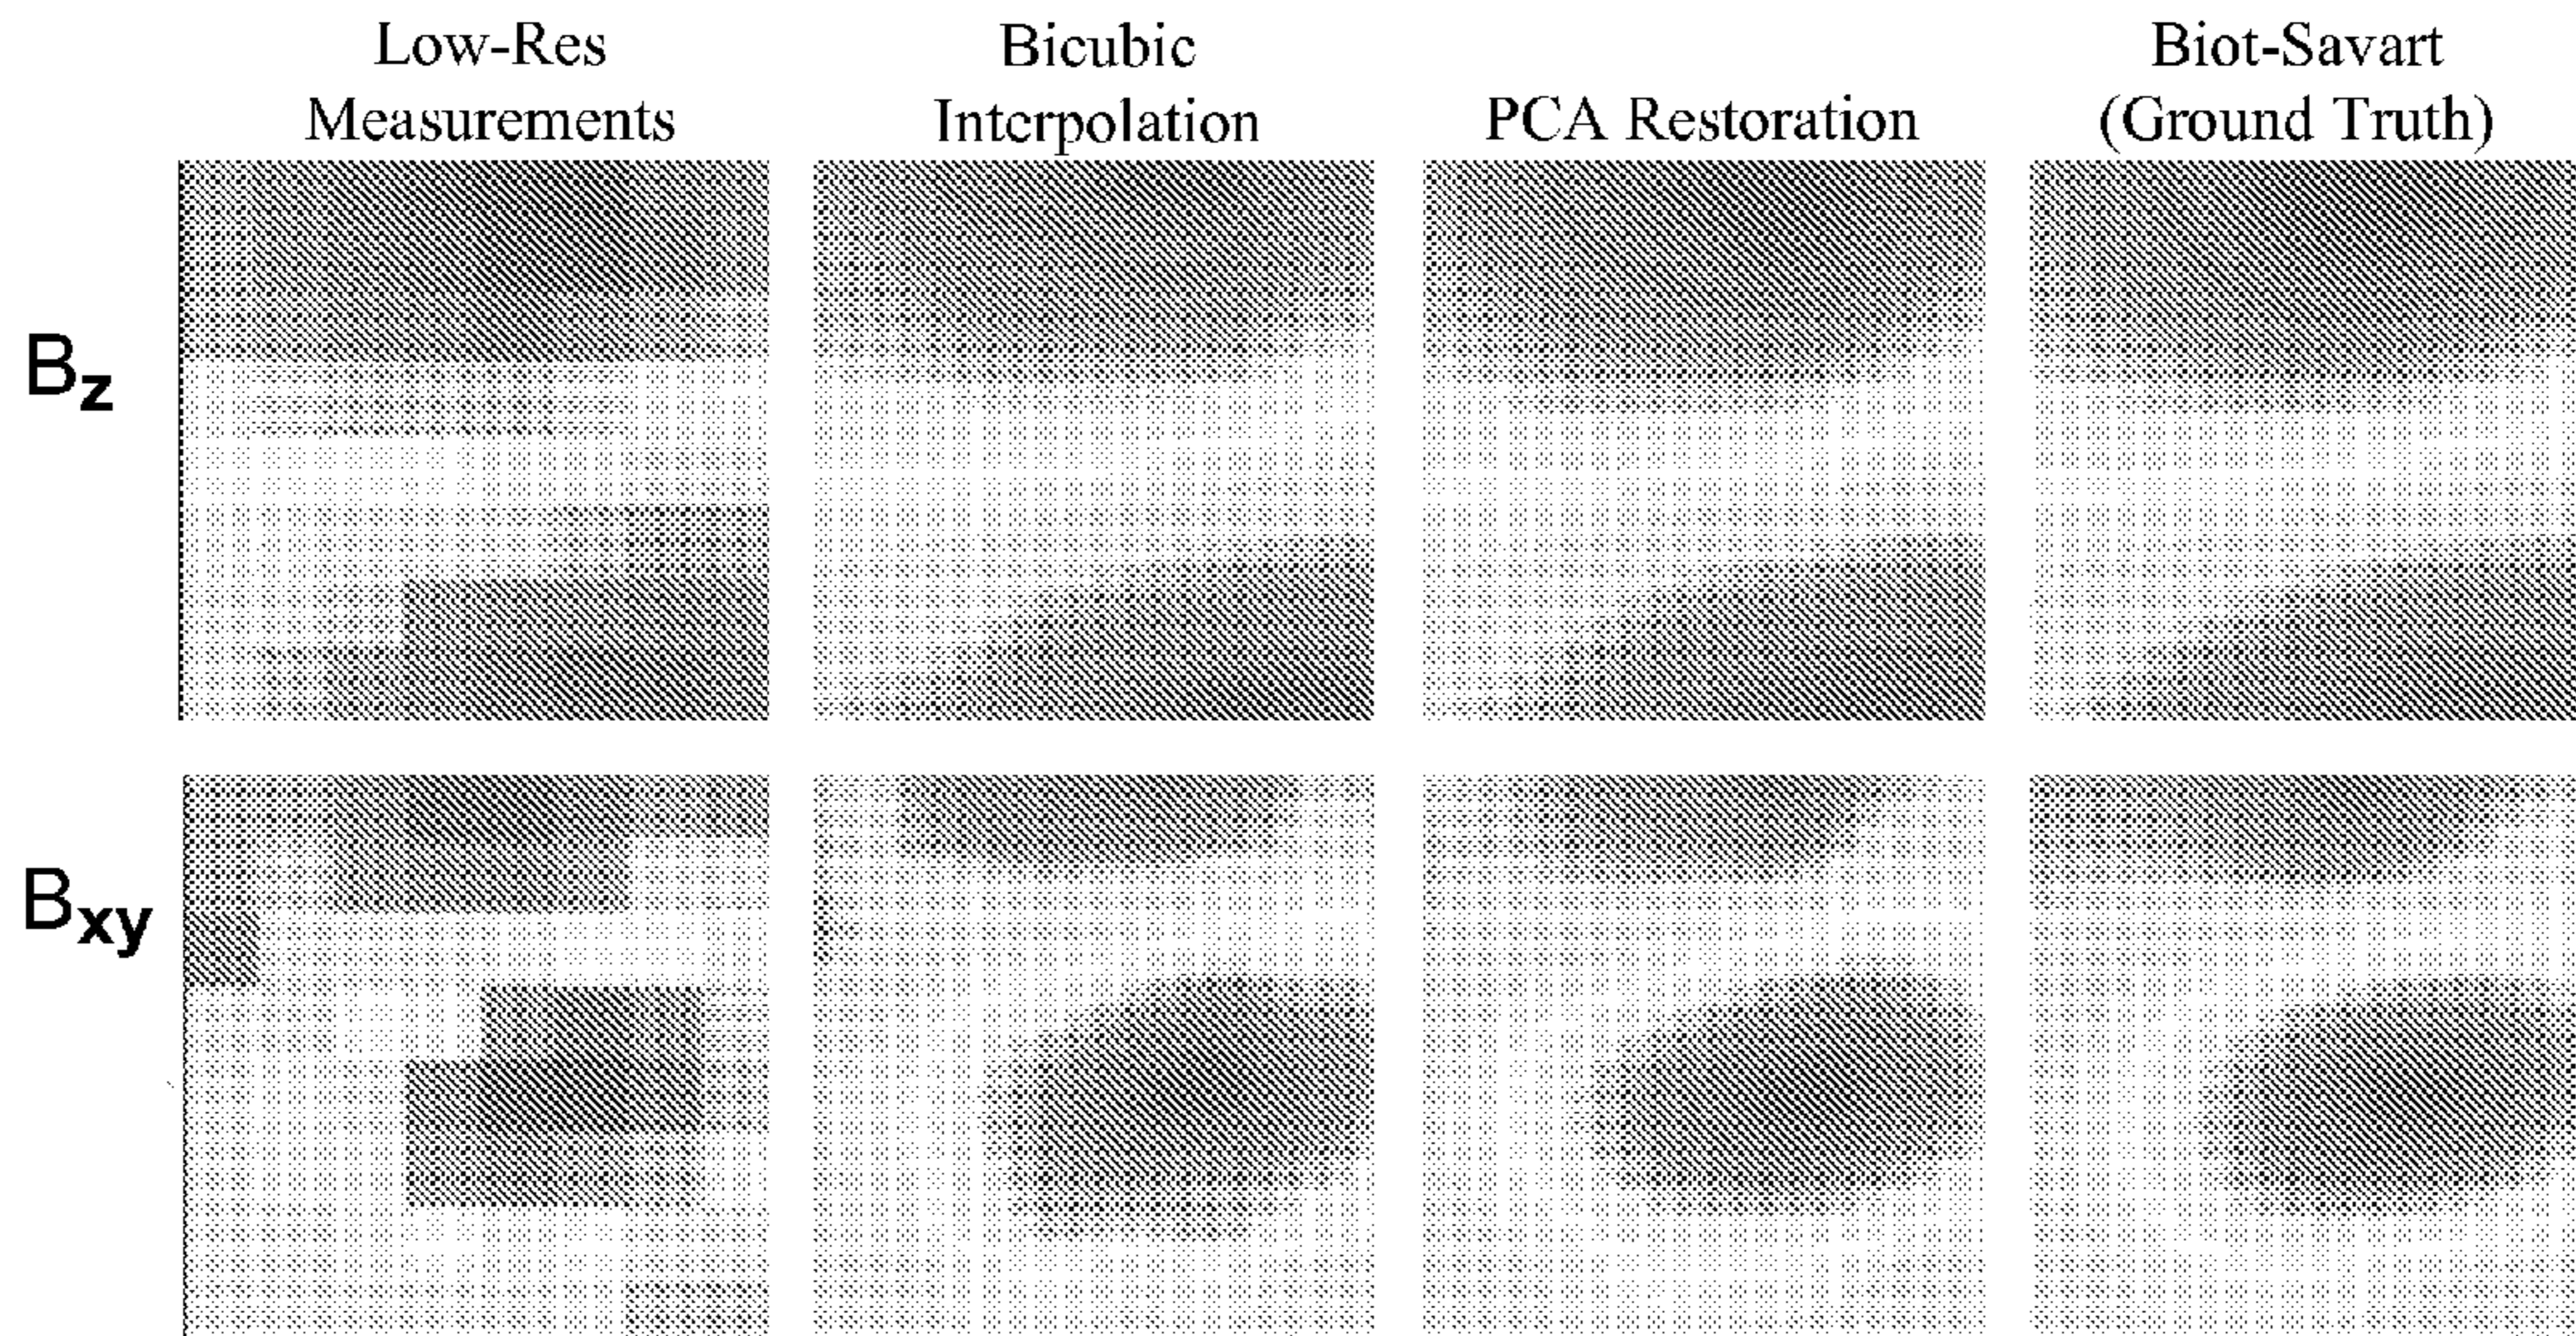 Low-Res
Measurements
Bicubic
Interpolation
PCA Restoration
Biot-Savart
(Ground Truth)
Bz
Bxy